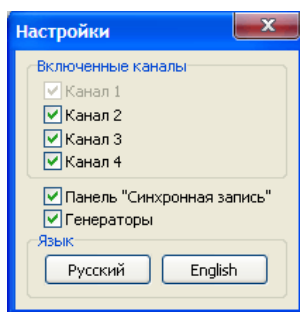 Настройки
Включенные каналы
Канал 1
Канал 2
Канал 3
Канал 4
Панель "Синхронная запись"
Генераторы
Язык
Русский English